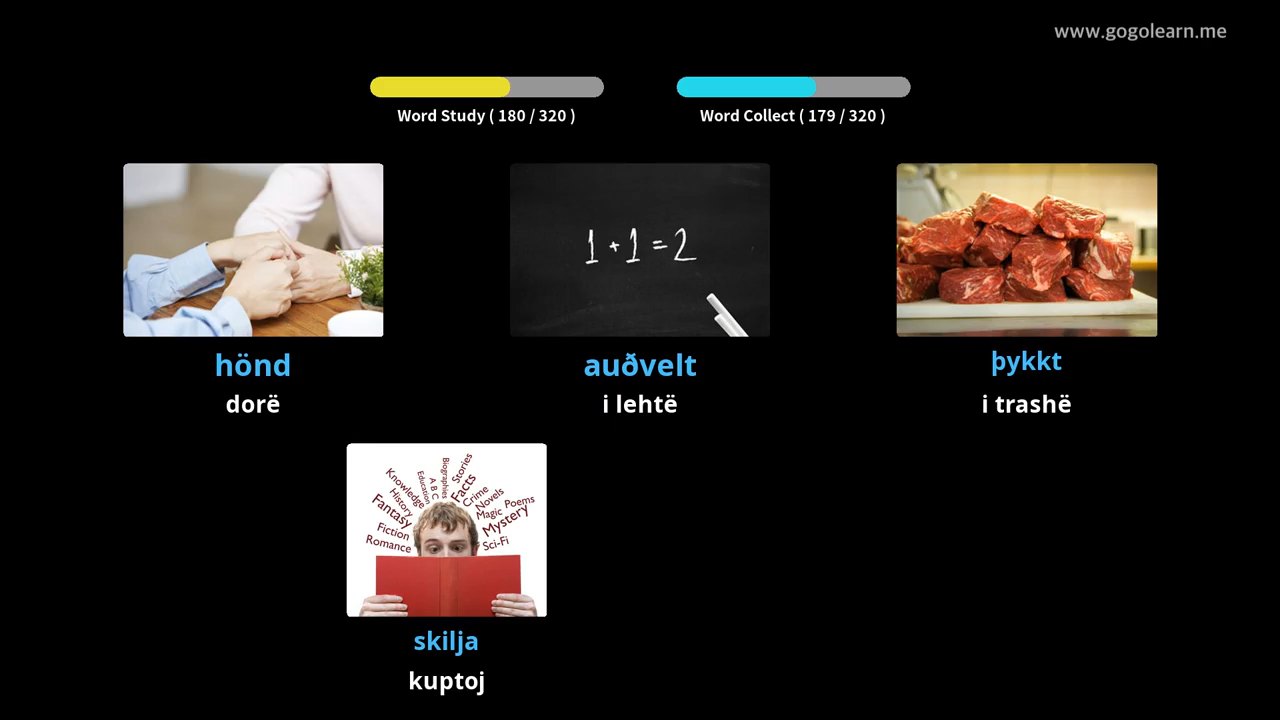 www.gogolearn.me
Word Study ( 180 / 320 )
Word Collect ( 179 / 320 )
1 + 1 = 2
hönd
auðvelt
þykkt
dorë
i lehtë
i trashë
Knowledge
History
Fantasy
Fiction
Romance
Education
A B C
Biographies
Stories
Facts
Crime
Novels
Magic
Poems
Mystery
Sci-Fi
skilja
kuptoj